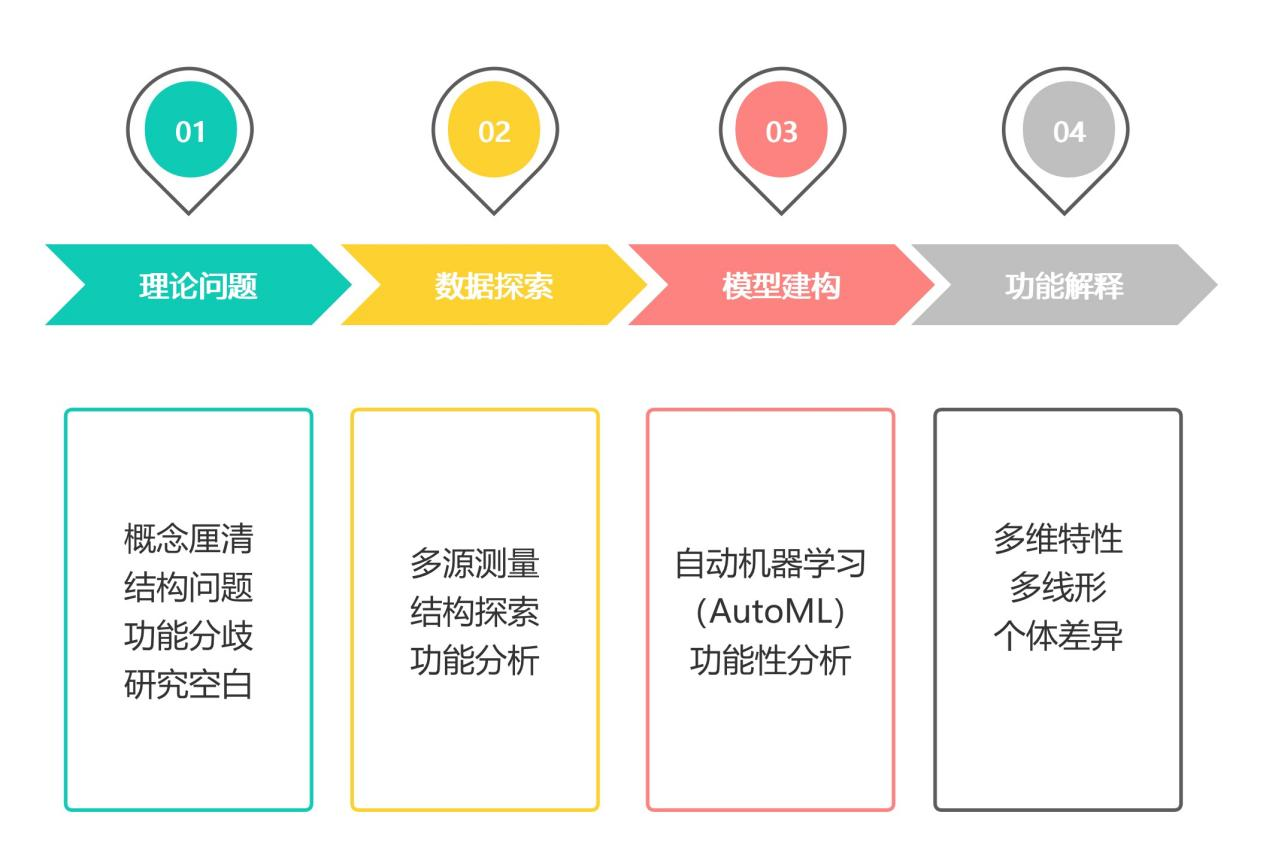 01
02
03
04
理论问题
数据探索
模型建构
功能解释
概念厘清
结构问题
功能分歧
研究空白
多源测量
结构探索
功能分析
自动机器学习
（AutoML）
功能性分析
多维特性
多线形
个体差异